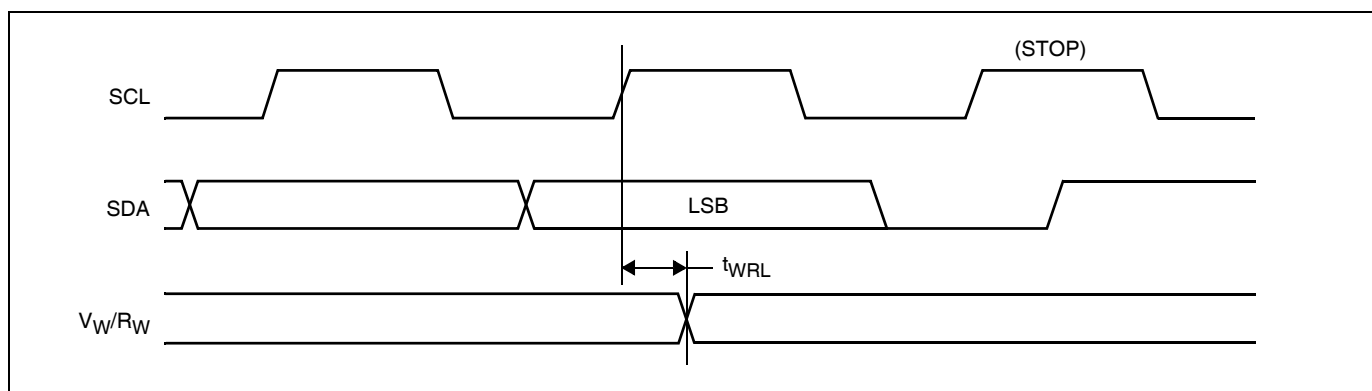 (STOP)
SCL
SDA
LSB
tWRL
VW/RW